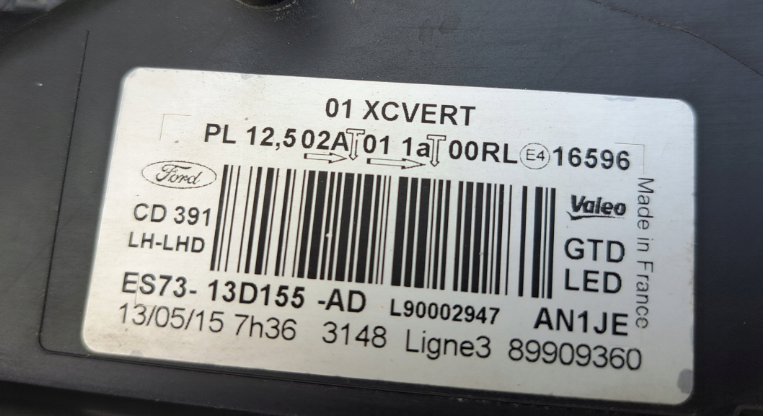 01 XCVERT
PL 12,5 02A 01 1a 00RL E4 16596
Ford
Valeo
Made in France
CD 391
LH-LHD
GTD
LED
ES73- 13D155 -AD L90002947 AN1JE
13/05/15 7h36 3148 Ligne3 89909360